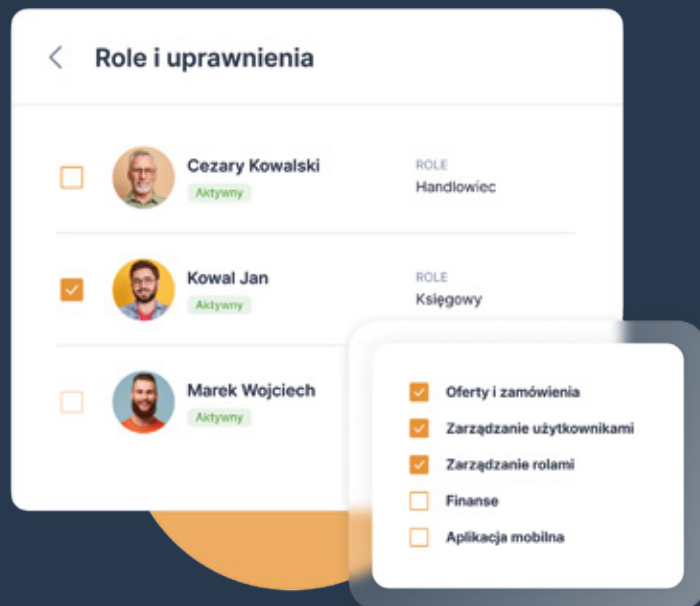 Role i uprawnienia
Cezary Kowalski
Aktywny
ROLE
Handlowiec
Kowal Jan
Aktywny
ROLE
Księgowy
Marek Wojciech
Aktywny
Oferty i zamówienia
Zarządzanie użytkownikami
Zarządzanie rolami
Finanse
Aplikacja mobilna